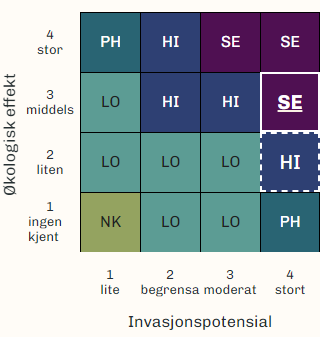 Økologisk effekt
4
stor
PH HI SE SE
3
middels
LO HI HI SE
2
liten
LO LO LO HI
1
ingen
kjent
NK LO LO PH
1 2 3 4
lite begrensa moderat stort
Invasjonspotensial